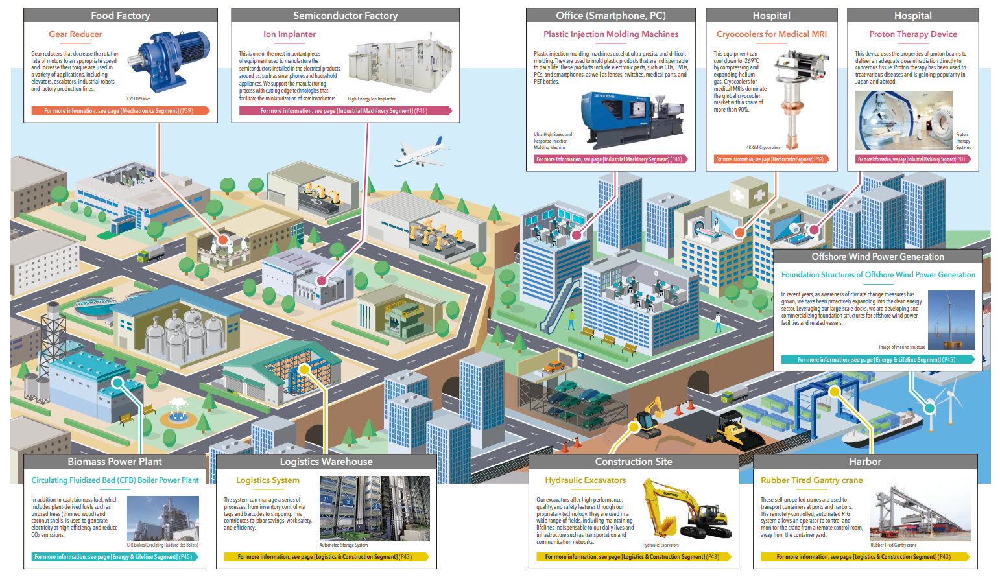 Food Factory
Gear Reducer
Gear reducers that decrease the rotation
rate of motors to an appropriate speed
and increase their torque are used in
a variety of applications, including
elevators, escalators, industrial robots,
and factory production lines.
CYCLO® Drive
For more information, see page [Mechatronics Segment] (P39)
Semiconductor Factory
Ion Implanter
This is one of the most important pieces
of equipment used to manufacture the
semiconductors installed in the electrical products
around us, such as smartphones and household
appliances. We support the manufacturing
process with cutting-edge technologies that
facilitate the miniaturization of semiconductors.
High-Energy Ion Implanter
For more information, see page [Industrial Machinery Segment] (P41)
Office (Smartphone, PC)
Plastic Injection Molding Machines
Plastic injection molding machines excel at ultra-precise and difficult
molding. They are used to mold plastic products that are indispensable
to daily life. These products include electronic parts, such as CDs, DVDs,
PCs, and smartphones, as well as lenses, switches, medical parts, and
PET bottles.
Ultra-High Speed and
Response Injection
Molding Machine
For more information, see page [Industrial Machinery Segment] (P41)
Hospital
Cryocoolers for Medical MRI
This equipment can
cool down to -269°C
by compressing and
expanding helium
gas. Cryocoolers for
medical MRIs dominate
the global cryocooler
market with a share of
more than 90%.
4K GM Cryocoolers
For more information, see page [Mechatronics Segment] (P39)
Hospital
Proton Therapy Device
This device uses the properties of proton beams to
deliver an adequate dose of radiation directly to
cancerous tissue. Proton therapy has been used to
treat various diseases and is gaining popularity in
Japan and abroad.
Proton
Therapy
Systems
For more information, see page [Industrial Machinery Segment] (P41)
Offshore Wind Power Generation
Foundation Structures of Offshore Wind Power Generation
In recent years, as awareness of climate change measures has
grown, we have been proactively expanding into the clean energy
sector. Leveraging our large-scale docks, we are developing and
commercializing foundation structures for offshore wind power
facilities and related vessels.
Image of marine structure
For more information, see page [Energy & Lifeline Segment] (P45)
P
Biomass Power Plant
Circulating Fluidized Bed (CFB) Boiler Power Plant
In addition to coal, biomass fuel, which
includes plant-derived fuels such as
unused trees (thinned wood) and
coconut shells, is used to generate
electricity at high efficiency and reduce
CO₂ emissions.
CFB Boilers (Circulating Fluidized Bed Boilers)
For more information, see page [Energy & Lifeline Segment] (P45)
Logistics Warehouse
Logistics System
The system can manage a series of
processes, from inventory control via
tags and barcodes to shipping. This
contributes to labor savings, work safety,
and efficiency.
11
10
9
Automated Storage System
For more information, see page [Logistics & Construction Segment] (P43)
Construction Site
Hydraulic Excavators
Our excavators offer high performance,
quality, and safety features through our
proprietary technology. They are used in a
wide range of fields, including maintaining
lifelines indispensable to our daily lives and
infrastructure such as transportation and
communication networks.
SUMITOMO
Hydraulic Excavators
For more information, see page [Logistics & Construction Segment] (P43)
Harbor
Rubber Tired Gantry crane
These self-propelled cranes are used to
transport containers at ports and harbors.
The remotely-controlled, automated RTG
system allows an operator to control and
monitor the crane from a remote control room,
away from the container yard.
Rubber Tired Gantry crane
For more information, see page [Logistics & Construction Segment] (P43)